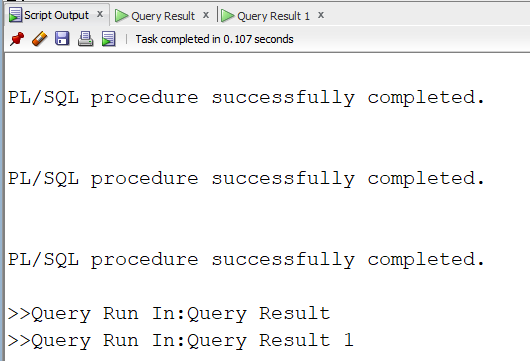 Script Output x Query Result x Query Result 1 x
Task completed in 0.107 seconds
PL/SQL procedure successfully completed.
PL/SQL procedure successfully completed.
PL/SQL procedure successfully completed.
>>Query Run In:Query Result
>>Query Run In:Query Result 1